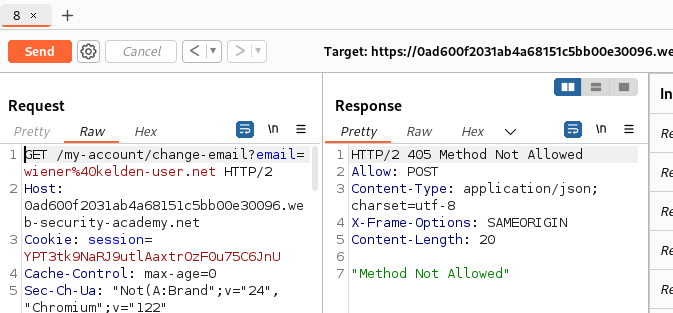 8 × +
Send Cancel < > Target: https://0ad600f2031ab4a68151c5bb00e30096.we
Request
Pretty Raw Hex \n
1 GET /my-account/change-email?email=
wiener%40kelden-user.net HTTP/2
2 Host:
0ad600f2031ab4a68151c5bb00e30096.we
b-security-academy.net
3 Cookie: session=
YPT3tk9NaRJ9utlAaxtrOzF0u75C6JnU
4 Cache-Control: max-age=0
5 Sec-Ch-Ua: "Not(A:Brand";v="24",
"Chromium";v="122"
Response
Pretty Raw Hex \n
1 HTTP/2 405 Method Not Allowed
2 Allow: POST
3 Content-Type: application/json;
charset=utf-8
4 X-Frame-Options: SAMEORIGIN
5 Content-Length: 20
6
7 "Method Not Allowed"
In
Re
Re
Re
Re
Re